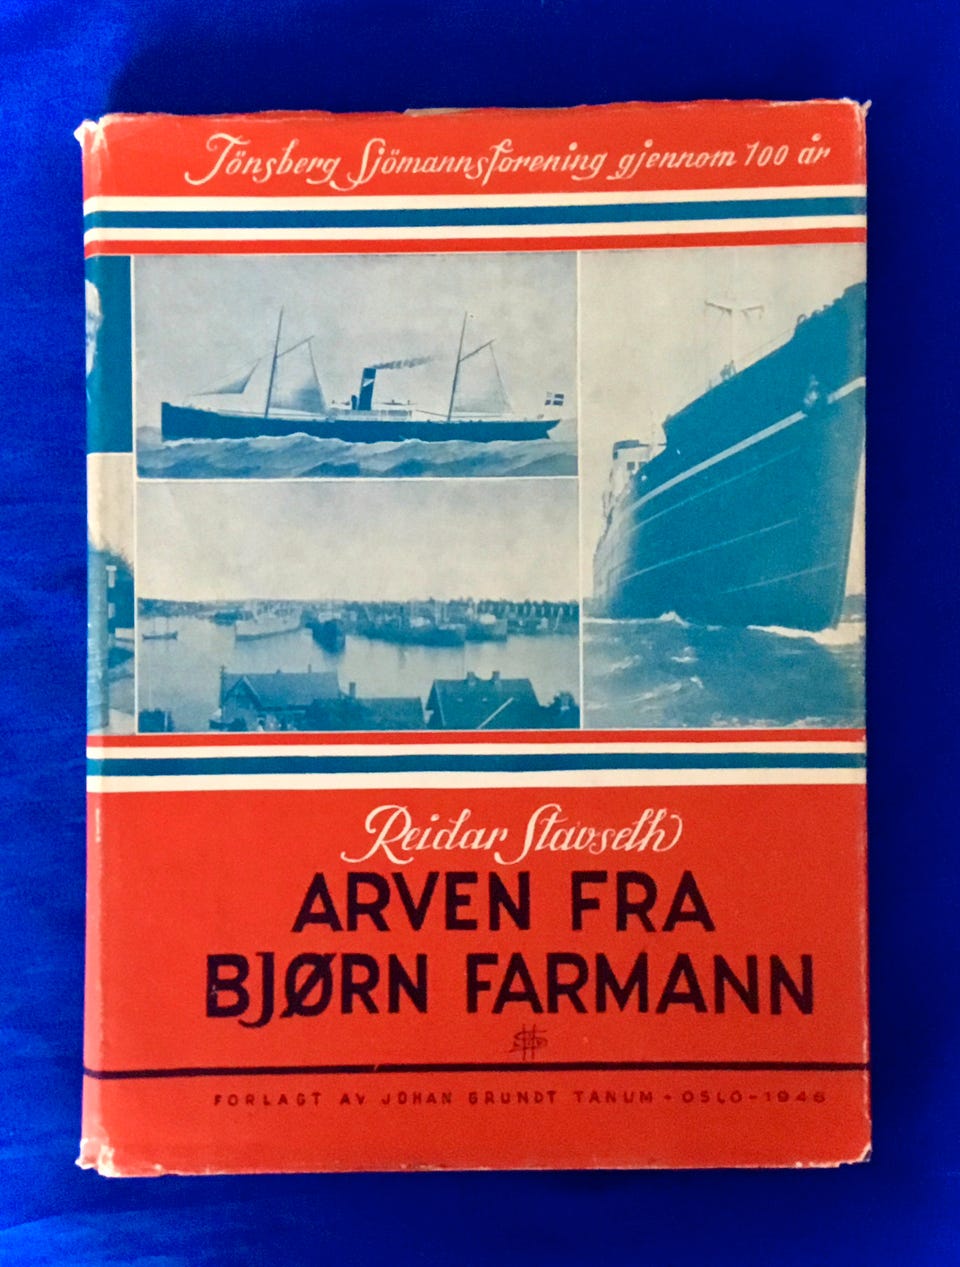 Tönsberg Sjömannsforening gjennom 100 år
Reidar Stavseth
ARVEN FRA
BJØRN FARMANN
FORLAGT AV JOHAN GRUNDT TANUM - OSLO - 1946